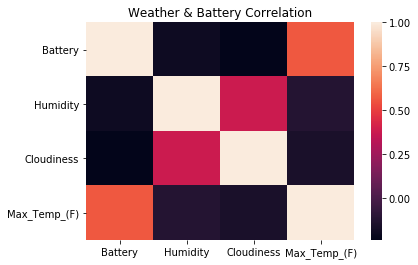 Weather & Battery Correlation
Battery
Humidity
Cloudiness
Max_Temp_(F)
Battery Humidity Cloudiness Max_Temp_(F)
1.00
0.75
0.50
0.25
0.00